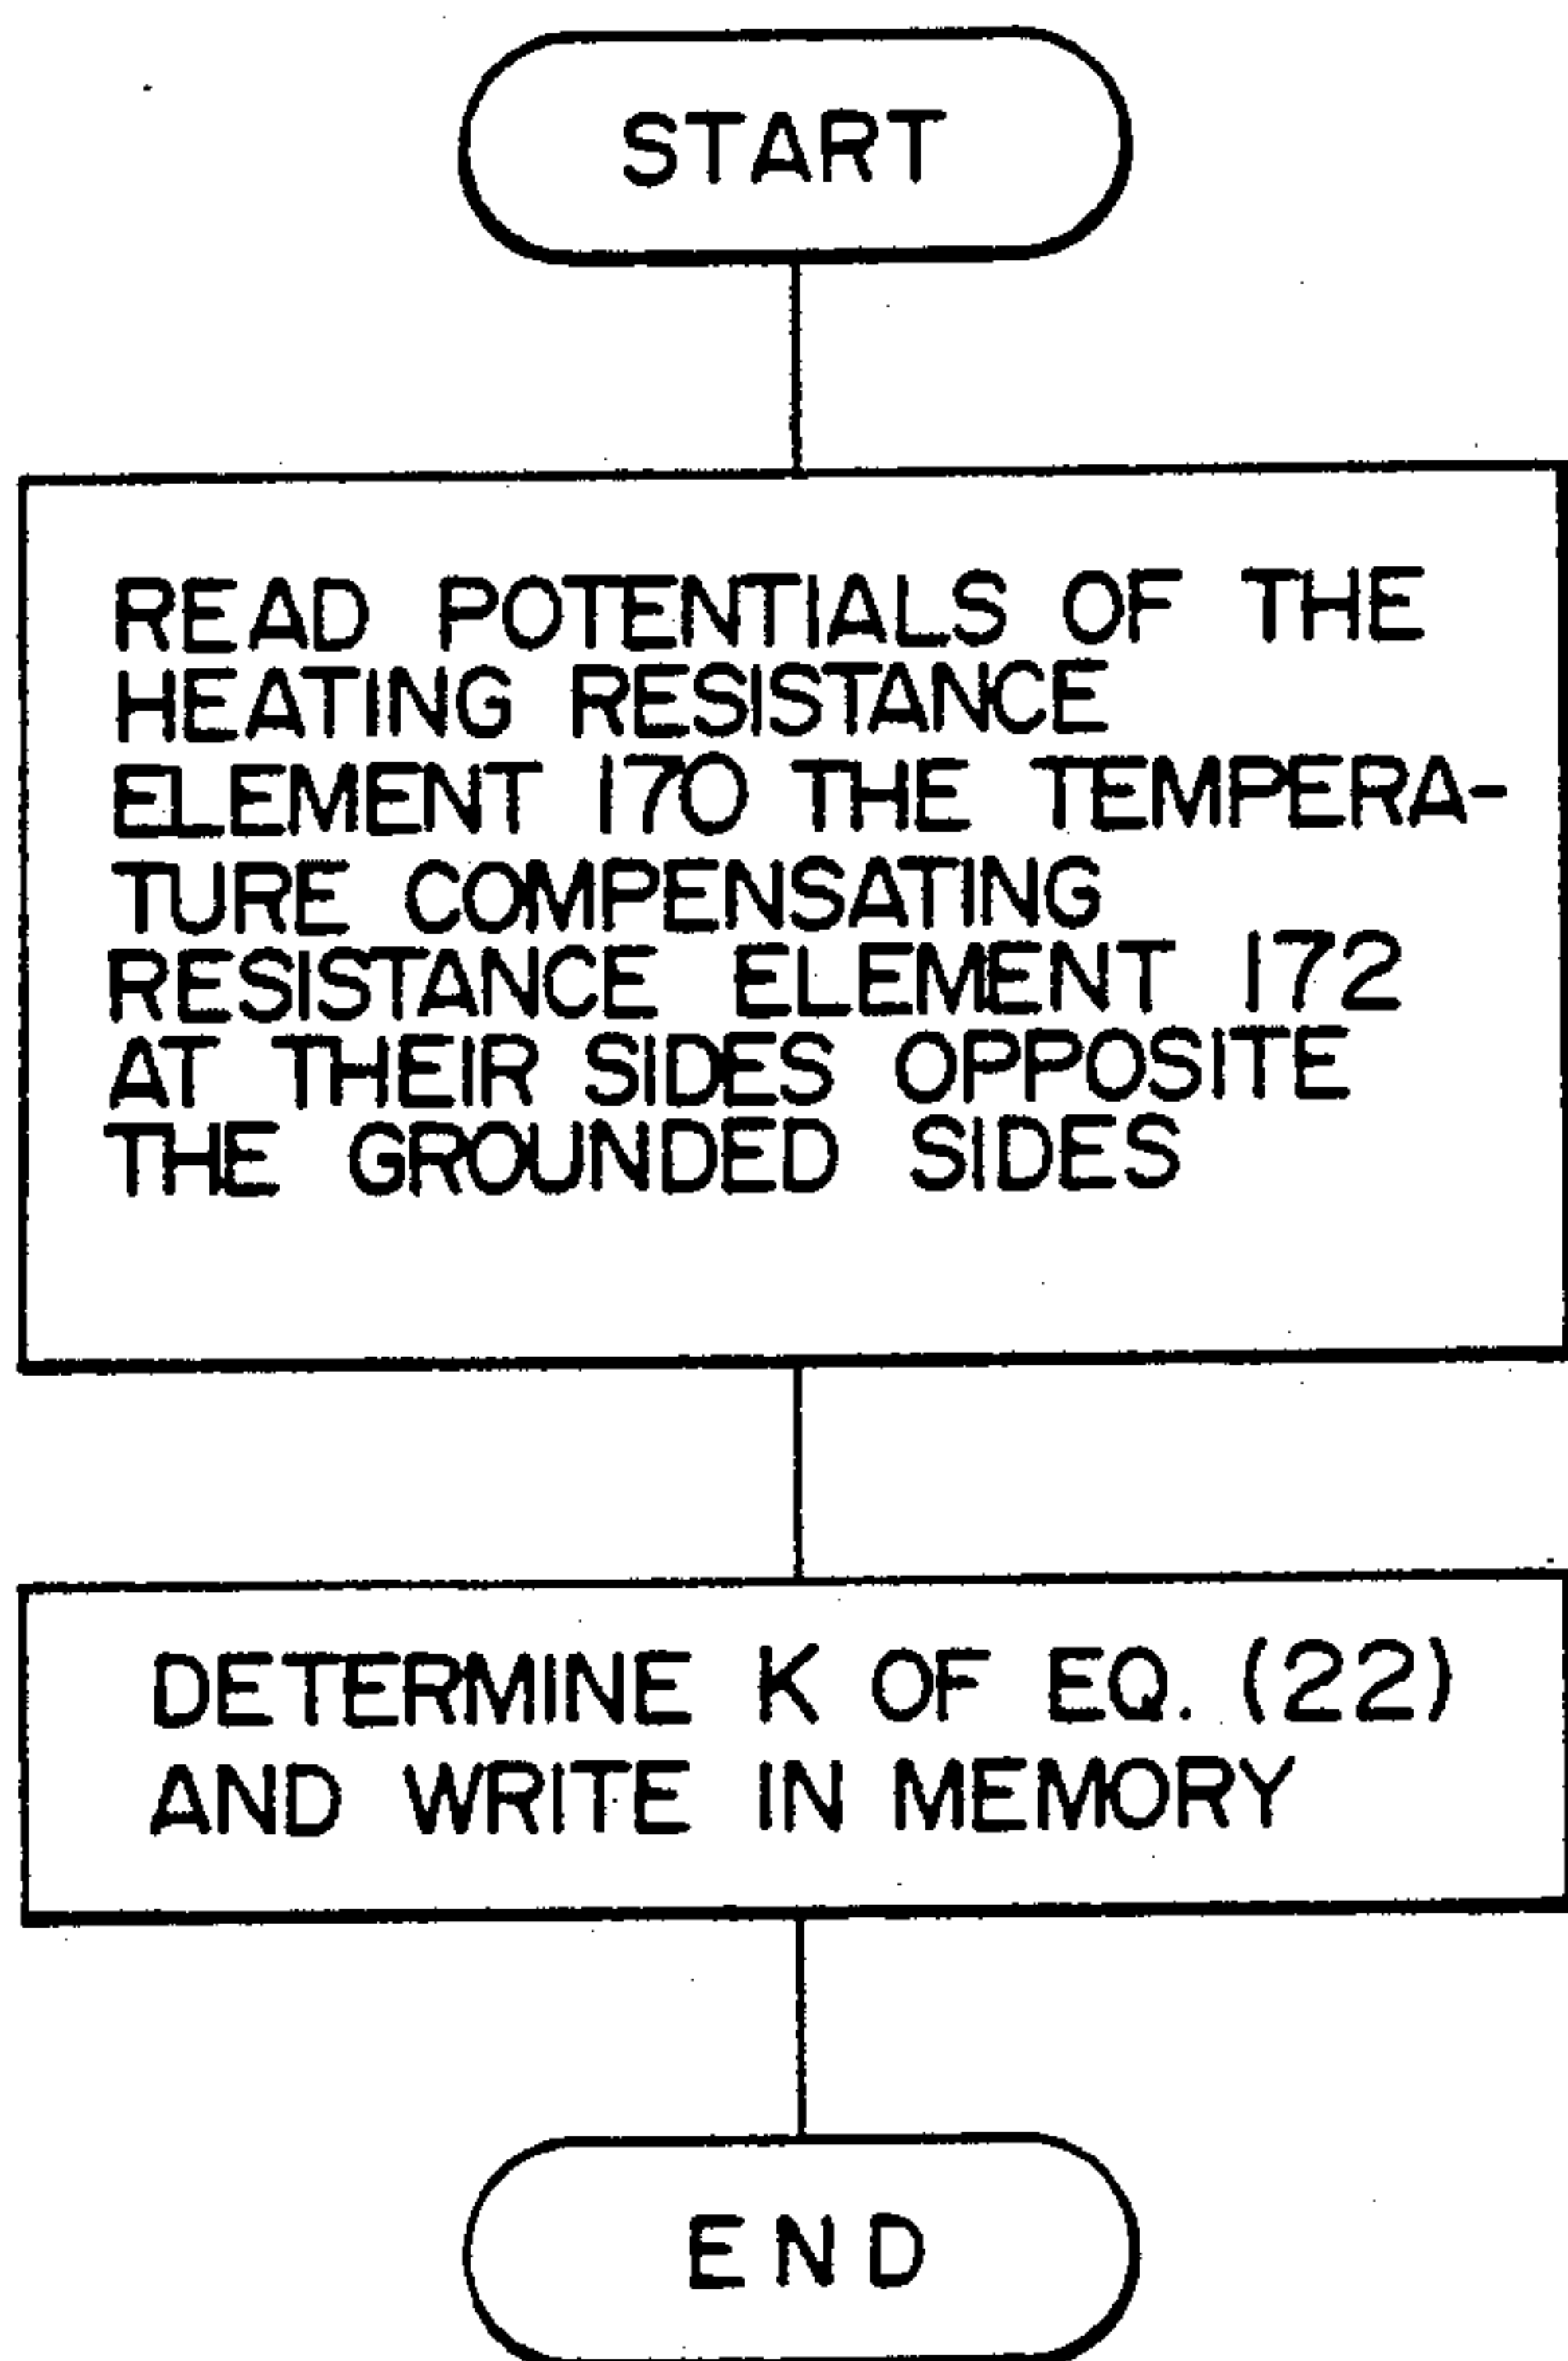 START
READ POTENTIALS OF THE
HEATING RESISTANCE
ELEMENT 170 THE TEMPERA-
TURE COMPENSATING
RESISTANCE ELEMENT 172
AT THEIR SIDES OPPOSITE
THE GROUNDED SIDES
DETERMINE K OF EQ. (22)
AND WRITE IN MEMORY
END